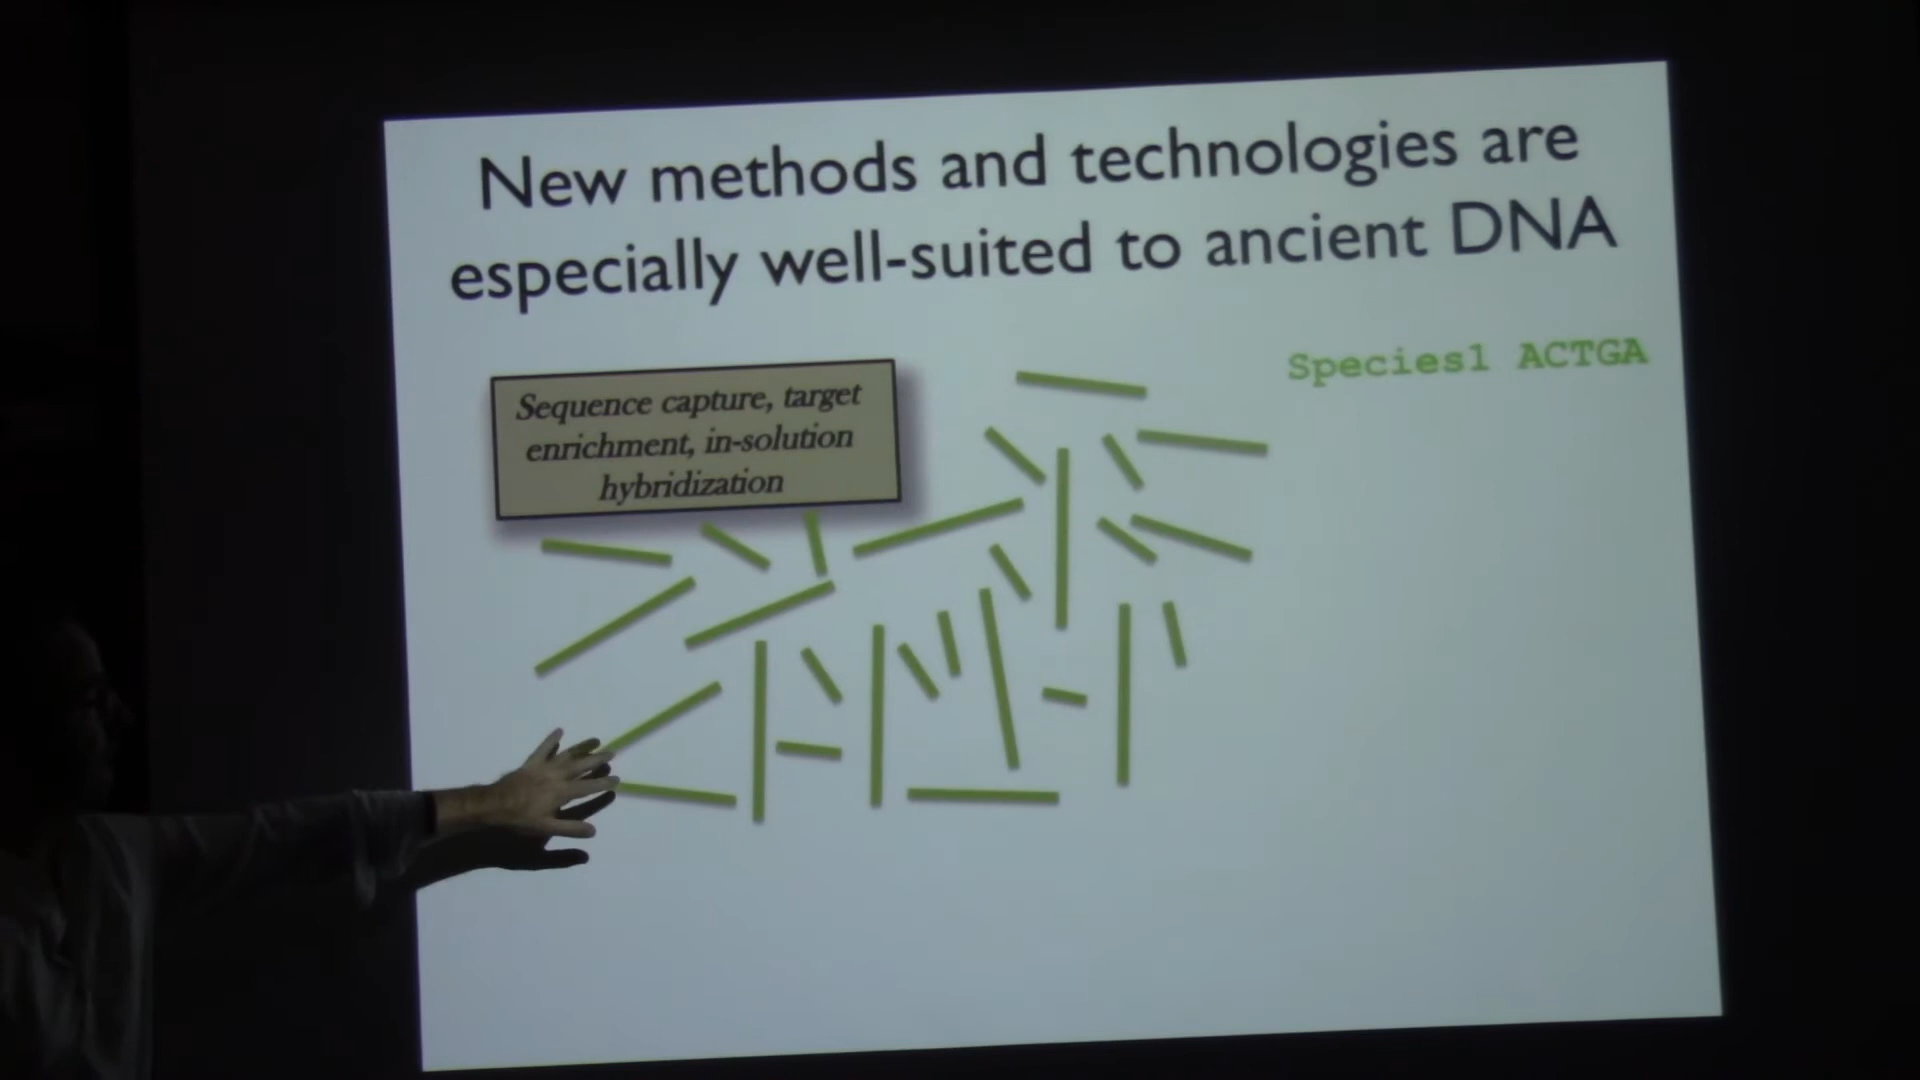 New methods and technologies are
especially well-suited to ancient DNA
Species1 ACTGA
Sequence capture, target
enrichment, in-solution
hybridization